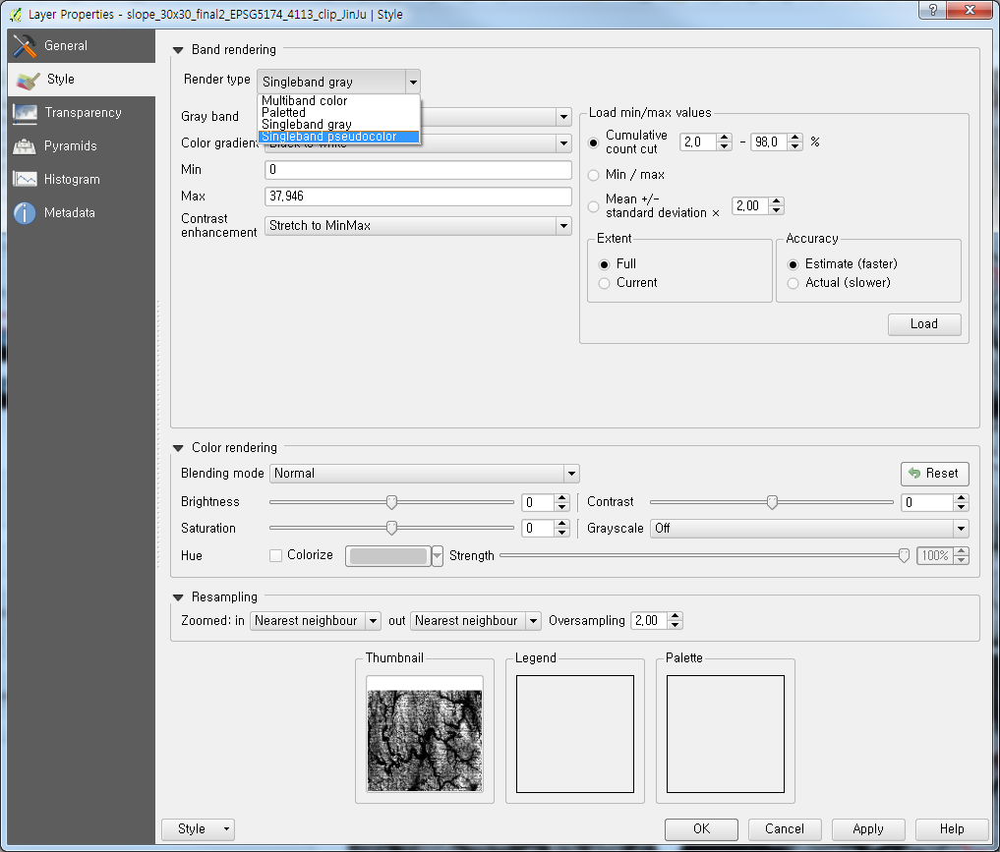 Layer Properties - slope_30x30_final2_EPSG5174_4113_clip_JinJu | Style
?
General
Style
Transparency
Pyramids
Histogram
Metadata
Band rendering
Render type Singleband gray
Multiband color
Paletted
Singleband gray
Singleband pseudocolor
Gray band
Color gradient Black to white
Min 0
Max 37,946
Contrast
enhancement Stretch to MinMax
Load min/max values
Cumulative
count cut 2,0 - 98,0 %
Min / max
Mean +/-
standard deviation × 2,00
Extent
Full
Current
Accuracy
Estimate (faster)
Actual (slower)
Load
Color rendering
Blending mode Normal
Reset
Brightness 0 Contrast 0
Saturation 0 Grayscale Off
Hue Colorize Strength 100%
Resampling
Zoomed: in Nearest neighbour out Nearest neighbour Oversampling 2,00
Thumbnail Legend Palette
Style OK Cancel Apply Help